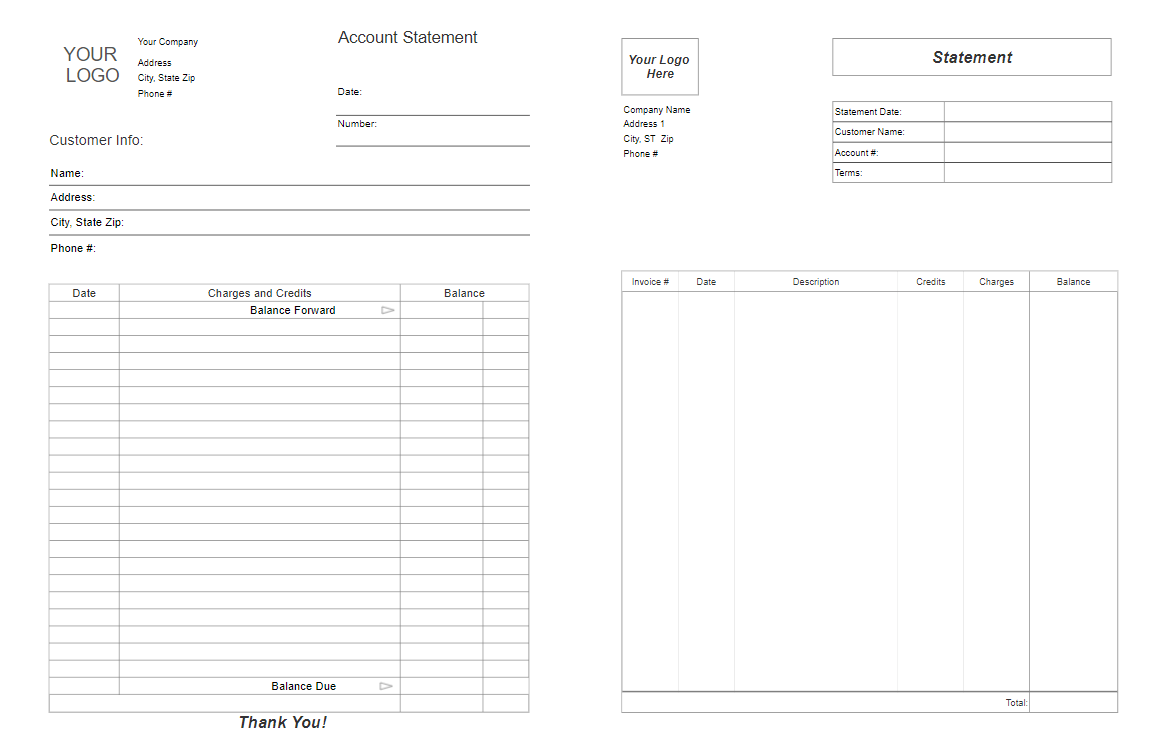 YOUR
LOGO
Your Company
Address
City, State Zip
Phone #
Account Statement
Date:
Number:
Customer Info:
Name:
Address:
City, State Zip:
Phone #:
Date Charges and Credits Balance
Balance Forward
Balance Due
Thank You!
Your Logo
Here
Statement
Company Name
Address 1
City, ST Zip
Phone #
Statement Date:
Customer Name:
Account #:
Terms:
Invoice # Date Description Credits Charges Balance
Total: